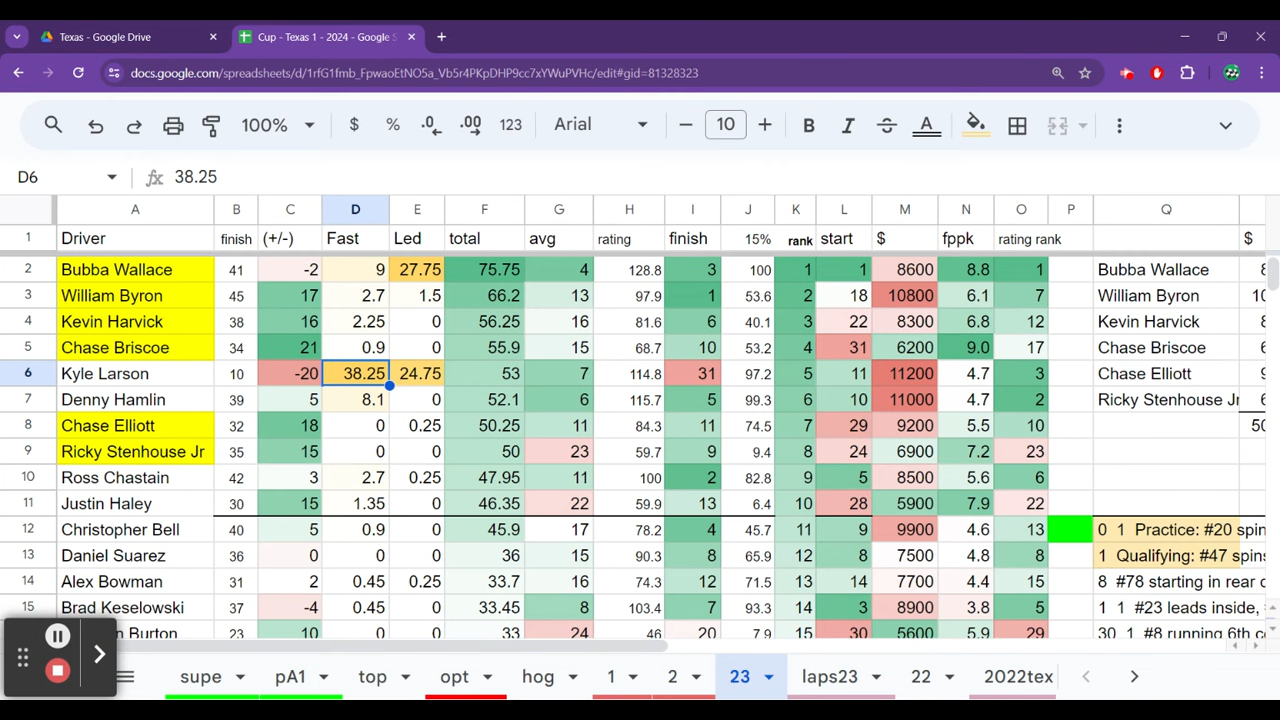 Texas - Google Drive
Cup - Texas 1 - 2024 - Google S
docs.google.com/spreadsheets/d/1rfG1fmb_FpwaoEtNO5a_Vb5r4PKpDHP9cc7xYWuPVHc/edit#gid=81328323
100% $ % .0 .00 123 Arial 10 B I S A
D6 fx 38.25
A B C D E F G H I J K L M N O P Q
1 Driver finish (+/-) Fast Led total avg rating finish 15% rank start $ fppk rating rank $
2 Bubba Wallace 41 -2 9 27.75 75.75 4 128.8 3 100 1 1 8600 8.8 1 Bubba Wallace 8
3 William Byron 45 17 2.7 1.5 66.2 13 97.9 1 53.6 2 18 10800 6.1 7 William Byron 10
4 Kevin Harvick 38 16 2.25 0 56.25 16 81.6 6 40.1 3 22 8300 6.8 12 Kevin Harvick 8
5 Chase Briscoe 34 21 0.9 0 55.9 15 68.7 10 53.2 4 31 6200 9.0 17 Chase Briscoe 6
6 Kyle Larson 10 -20 38.25 24.75 53 7 114.8 31 97.2 5 11 11200 4.7 3 Chase Elliott 9
7 Denny Hamlin 39 5 8.1 0 52.1 6 115.7 5 99.3 6 10 11000 4.7 2 Ricky Stenhouse Jr 6
8 Chase Elliott 32 18 0 0.25 50.25 11 84.3 11 74.5 7 29 9200 5.5 10 50
9 Ricky Stenhouse Jr 35 15 0 0 50 23 59.7 9 9.4 8 24 6900 7.2 23
10 Ross Chastain 42 3 2.7 0.25 47.95 11 100 2 82.8 9 5 8500 5.6 6
11 Justin Haley 30 15 1.35 0 46.35 22 59.9 13 6.4 10 28 5900 7.9 22
12 Christopher Bell 40 5 0.9 0 45.9 17 78.2 4 45.7 11 9 9900 4.6 13 0 1 Practice: #20 spin
13 Daniel Suarez 36 0 0 0 36 15 90.3 8 65.9 12 8 7500 4.8 8 1 Qualifying: #47 spins
14 Alex Bowman 31 2 0.45 0.25 33.7 16 74.3 12 71.5 13 14 7700 4.4 15 8 #78 starting in rear
15 Brad Keselowski 37 -4 0.45 0 33.45 8 103.4 7 93.3 14 3 8900 3.8 5 1 1 #23 leads inside,
n Burton 23 10 0 0 33 24 46 20 7.9 15 30 5600 5.9 29 30 1 #8 running 6th
supe pA1 top opt hog 1 2 23 laps23 22 2022tex